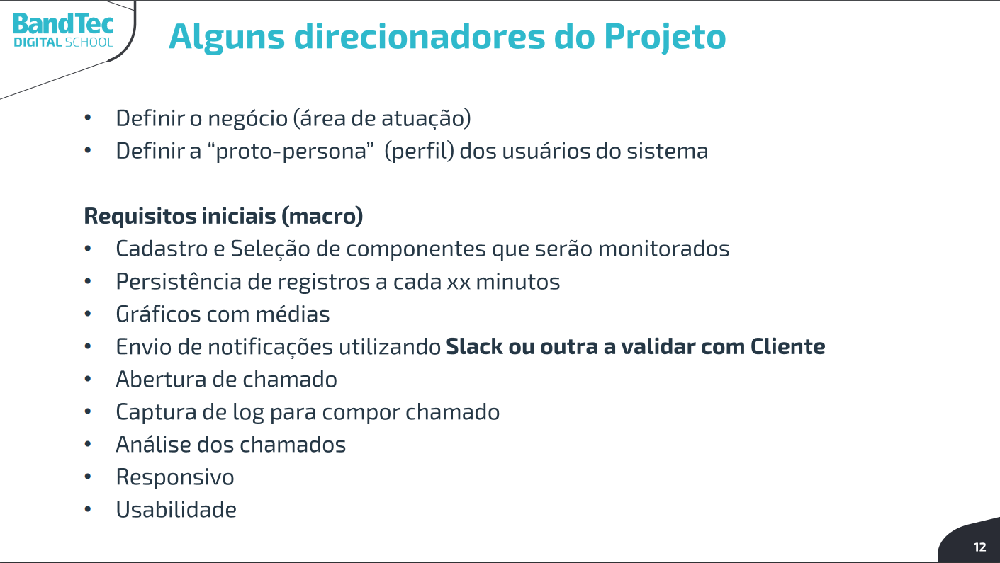 BandTec
DIGITAL SCHOOL
Alguns direcionadores do Projeto
• Definir o negócio (área de atuação)
• Definir a “proto-persona” (perfil) dos usuários do sistema
Requisitos iniciais (macro)
• Cadastro e Seleção de componentes que serão monitorados
• Persistência de registros a cada xx minutos
• Gráficos com médias
• Envio de notificações utilizando Slack ou outra a validar com Cliente
• Abertura de chamado
• Captura de log para compor chamado
• Análise dos chamados
• Responsivo
• Usabilidade
12